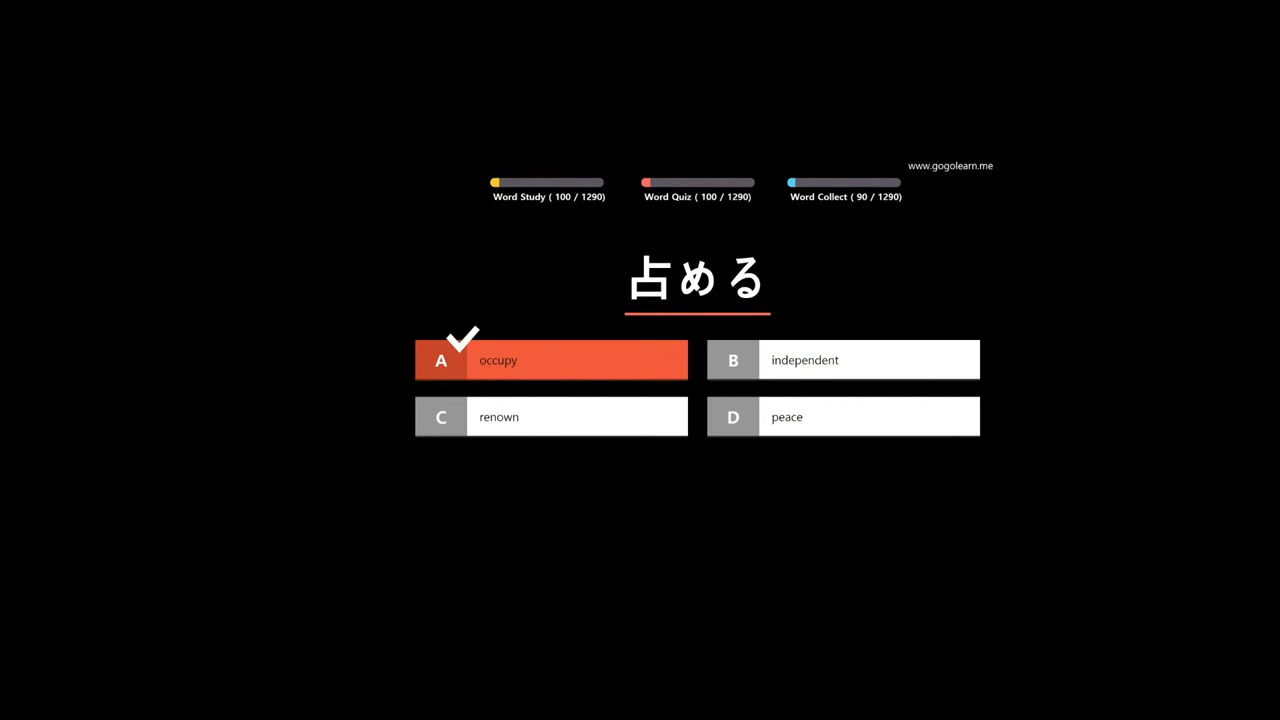 www.gogolearn.me
Word Study ( 100 / 1290)
Word Quiz ( 100 / 1290)
Word Collect ( 90 / 1290)
占める
A occupy
B independent
C renown
D peace